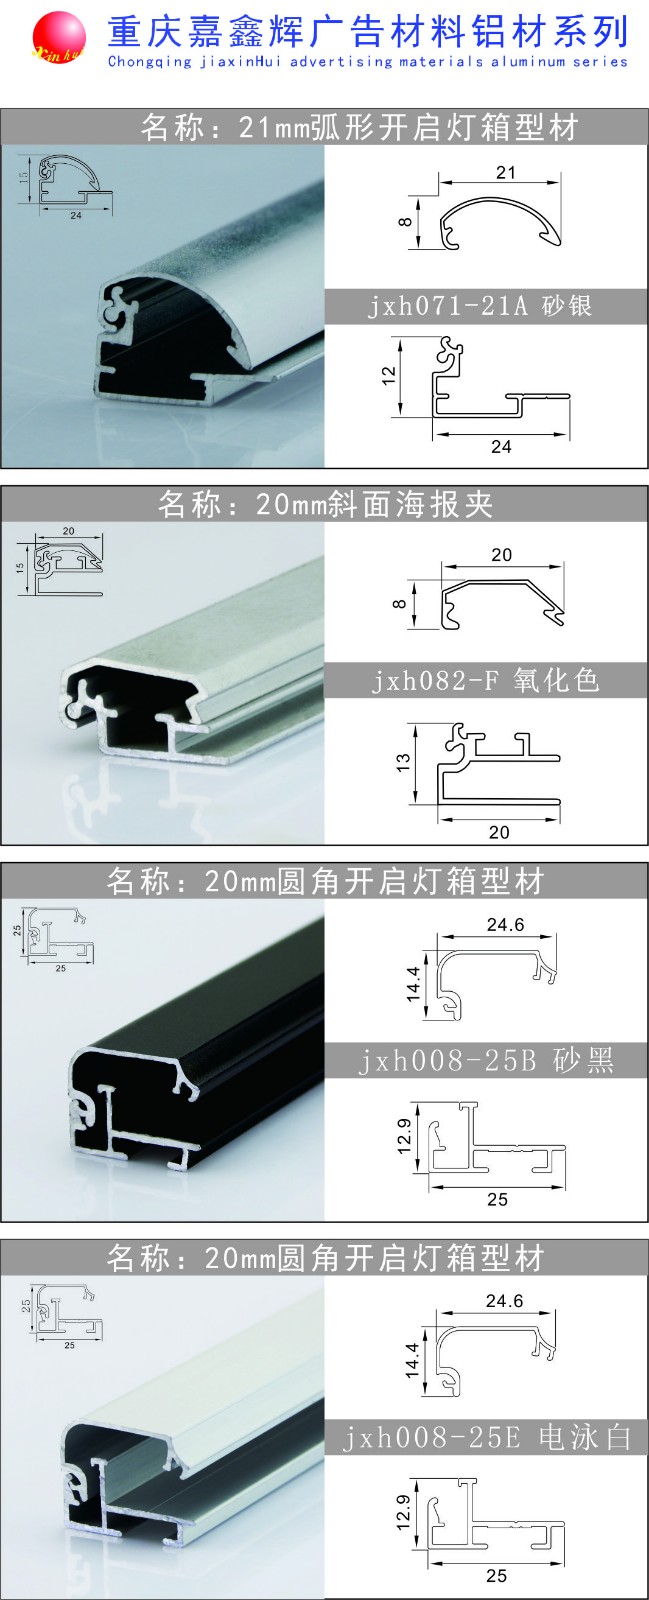 Xin hui
重庆嘉鑫辉广告材料铝材系列
Chongqing jiaxinHui advertising materials aluminum series
名称：21mm弧形开启灯箱型材
15
24
21
8
jxh071-21A 砂银
12
24
名称：20mm斜面海报夹
20
15
20
8
jxh082-F 氧化色
13
20
名称：20mm圆角开启灯箱型材
25
25
24.6
14.4
jxh008-25B 砂黑
12.9
25
名称：20mm圆角开启灯箱型材
25
25
24.6
14.4
jxh008-25E 电泳白
12.9
25